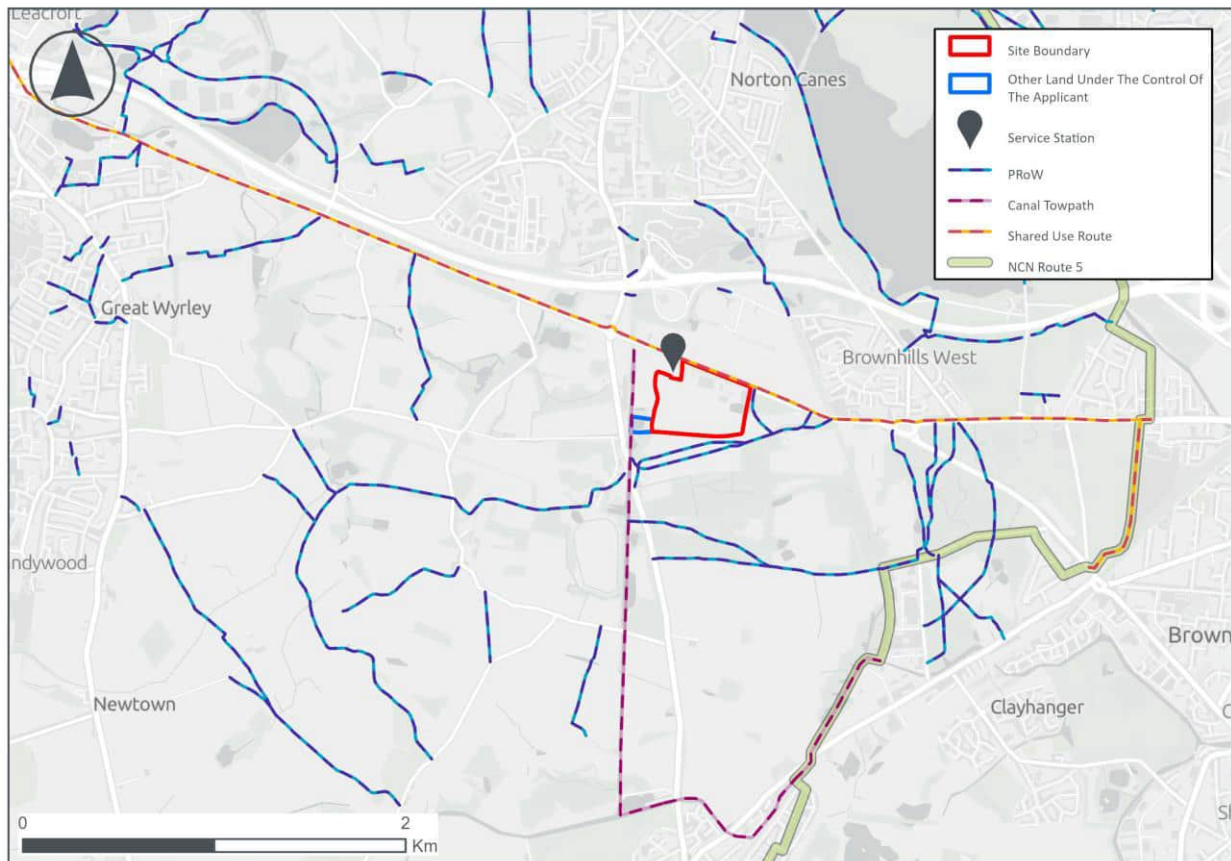 Leacroft
Norton Canes
Site Boundary
Other Land Under The Control Of
The Applicant
Service Station
PRoW
Canal Towpath
Shared Use Route
NCN Route 5
Great Wyrley
Brownhills West
ndywood
Brown
Newtown
Clayhanger
0
2
Km